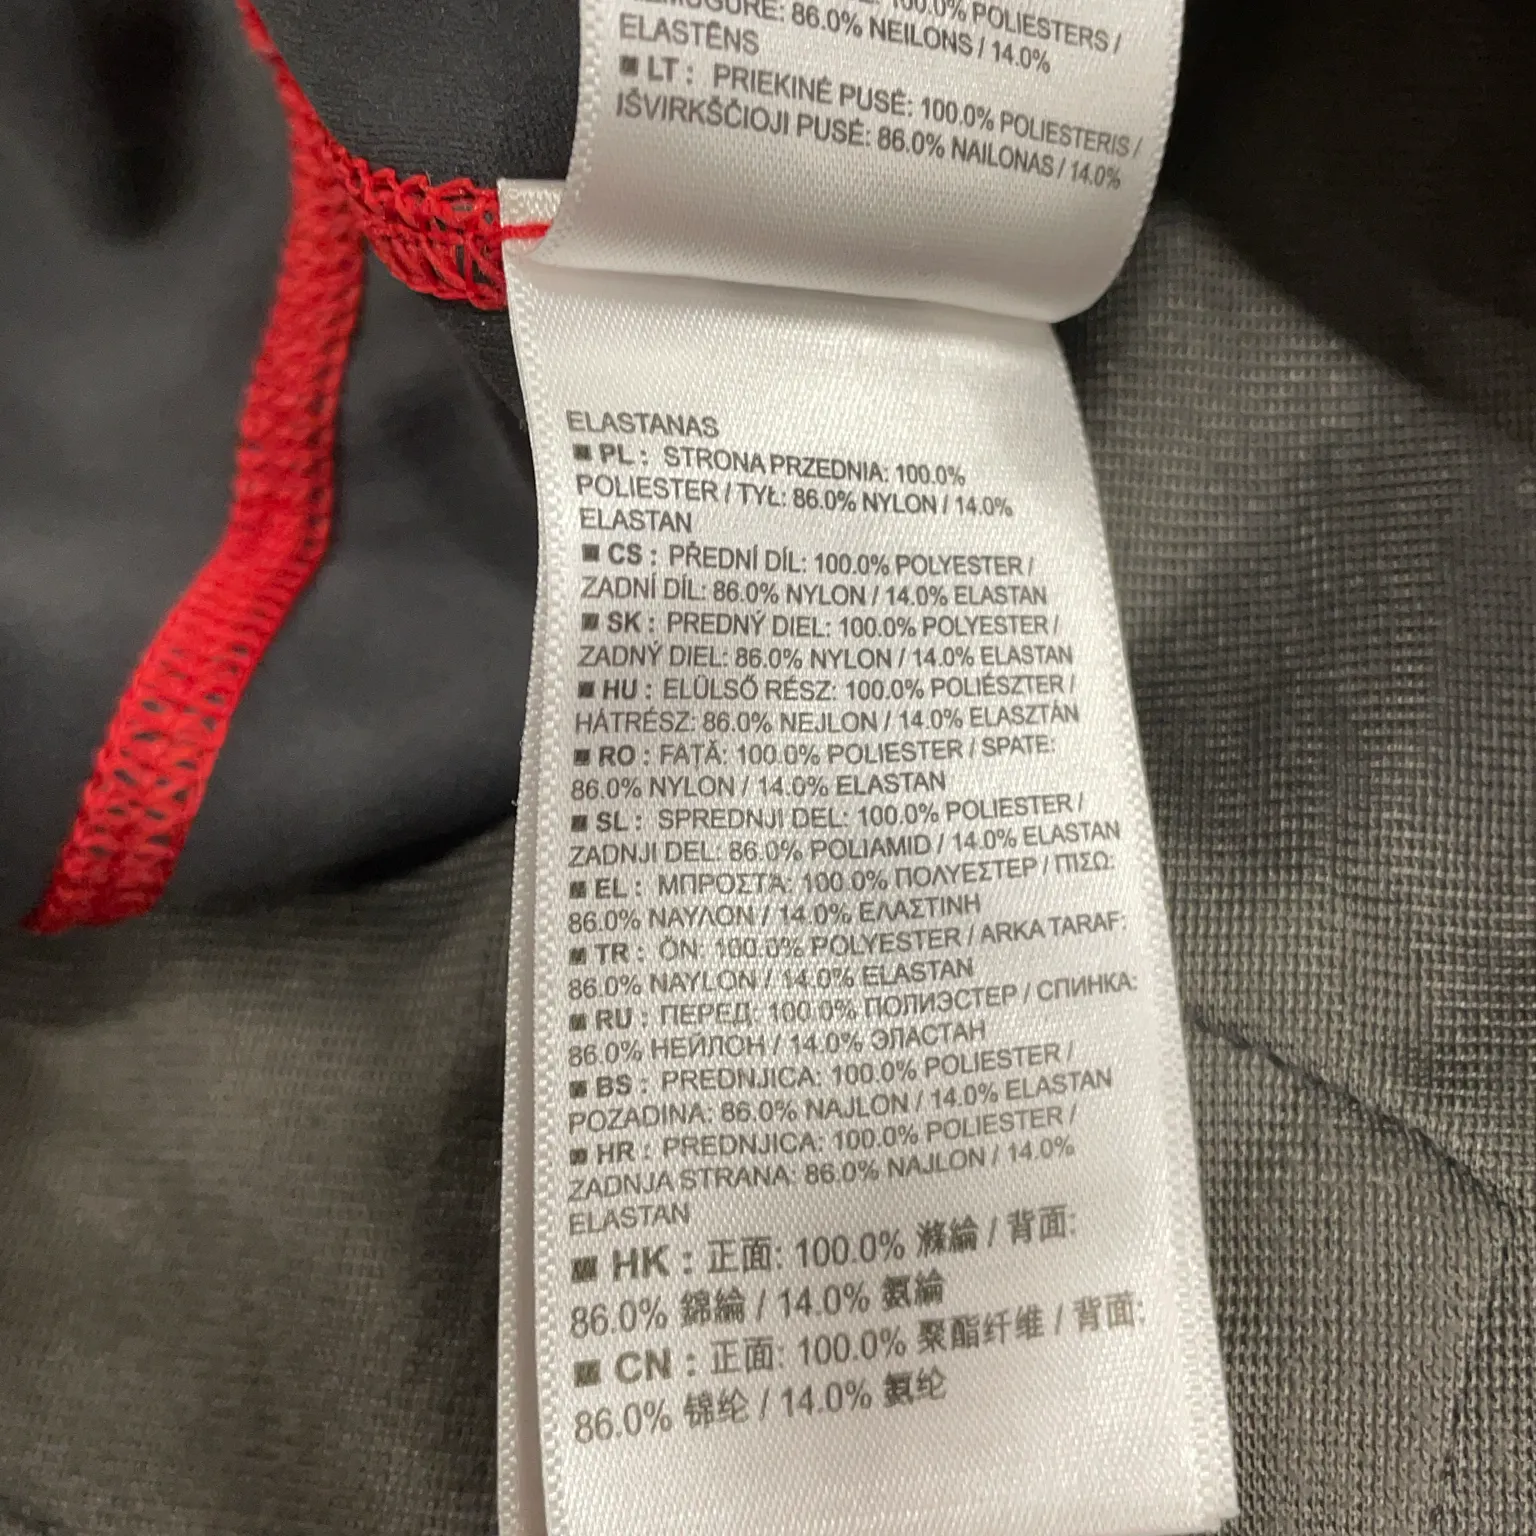 100.0% POLIESTERS /
86.0% NEILONS / 14.0%
ELASTĒNS
■ LT : PRIEKINĖ PUSĖ: 100.0% POLIESTERIS /
IŠVIRKŠČIOJI PUSĖ: 86.0% NAILONAS / 14.0%
ELASTANAS
■ PL : STRONA PRZEDNIA: 100.0%
POLIESTER / TYŁ: 86.0% NYLON / 14.0%
ELASTAN
■ CS : PŘEDNÍ DÍL: 100.0% POLYESTER /
ZADNÍ DÍL: 86.0% NYLON / 14.0% ELASTAN
■ SK : PREDNÝ DIEL: 100.0% POLYESTER /
ZADNÝ DIEL: 86.0% NYLON / 14.0% ELASTAN
■ HU : ELÜLSŐ RÉSZ: 100.0% POLIÉSZTER /
HÁTRÉSZ: 86.0% NEJLON / 14.0% ELASZTÁN
■ RO : FAȚĂ: 100.0% POLIESTER / SPATE:
86.0% NYLON / 14.0% ELASTAN
■ SL : SPREDNJI DEL: 100.0% POLIESTER /
ZADNJI DEL: 86.0% POLIAMID / 14.0% ELASTAN
■ EL : ΜΠΡΟΣΤΑ: 100.0% ΠΟΛΥΕΣΤΕΡ / ΠΙΣΩ:
86.0% ΝΑΥΛΟΝ / 14.0% ΕΛΑΣΤΙΝΗ
■ TR : ÖN: 100.0% POLYESTER / ARKA TARAF:
86.0% NAYLON / 14.0% ELASTAN
■ RU : ПЕРЕД: 100.0% ПОЛИЭСТЕР / СПИНКА:
86.0% НЕЙЛОН / 14.0% ЭЛАСТАН
■ BS : PREDNJICA: 100.0% POLIESTER /
POZADINA: 86.0% NAJLON / 14.0% ELASTAN
■ HR : PREDNJICA: 100.0% POLIESTER /
ZADNJA STRANA: 86.0% NAJLON / 14.0%
ELASTAN
■ HK : 正面: 100.0% 滌綸 / 背面:
86.0% 錦綸 / 14.0% 氨綸
■ CN : 正面: 100.0% 聚酯纤维 / 背面:
86.0% 锦纶 / 14.0% 氨纶